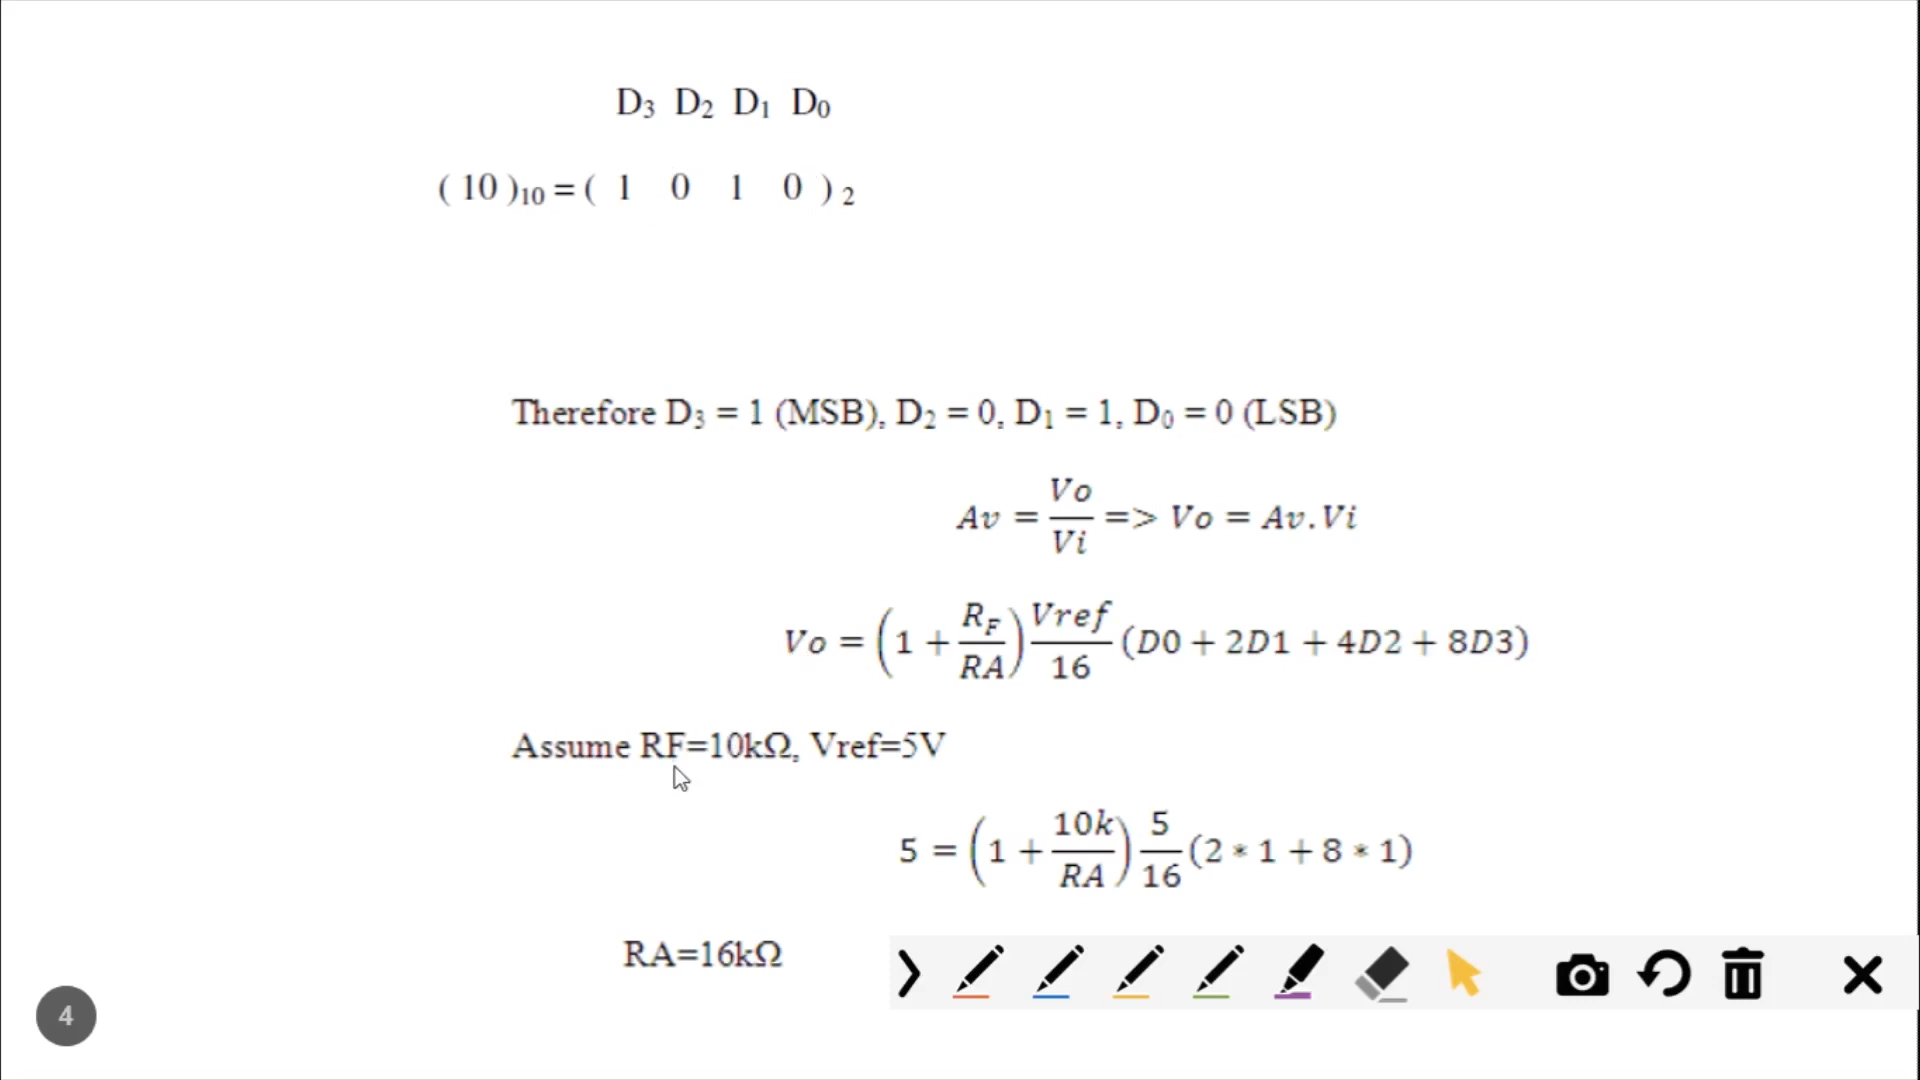 D₃ D₂ D₁ D₀
( 10 )₁₀ = ( 1 0 1 0 ) ₂
Therefore D₃ = 1 (MSB), D₂ = 0, D₁ = 1, D₀ = 0 (LSB)
Av = Vo/Vi => Vo = Av.Vi
Vo = (1 + R_F/RA) Vref/16 (D0 + 2D1 + 4D2 + 8D3)
Assume RF=10kΩ, Vref=5V
5 = (1 + 10k/RA) 5/16 (2 * 1 + 8 * 1)
RA=16kΩ
4